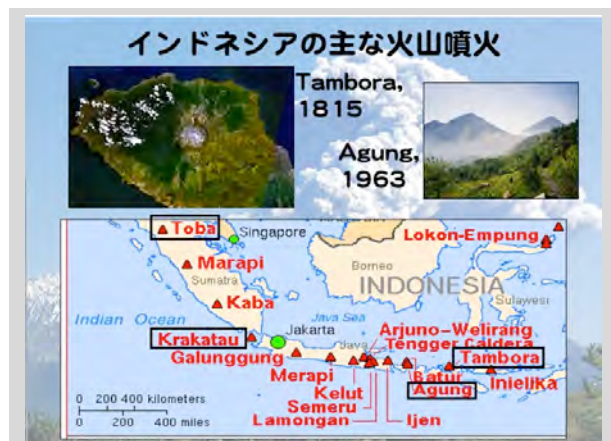 インドネシアの主な火山噴火
Tambora,
1815
Agung,
1963
Toba
Singapore
Lokon-Empung
Marapi
Borneo
INDONESIA
Sumatra
Sulawesi
Kaba
Indian Ocean
Java Sea
Jakarta
Krakatau
Arjuno-Welirang
Tengger Caldera
Java
Galunggung
Tambora
Merapi
Batur
Inielika
Kelut
Agung
Semeru
Lamongan
Ijen
0 200 400 kilometers
0 200 400 miles